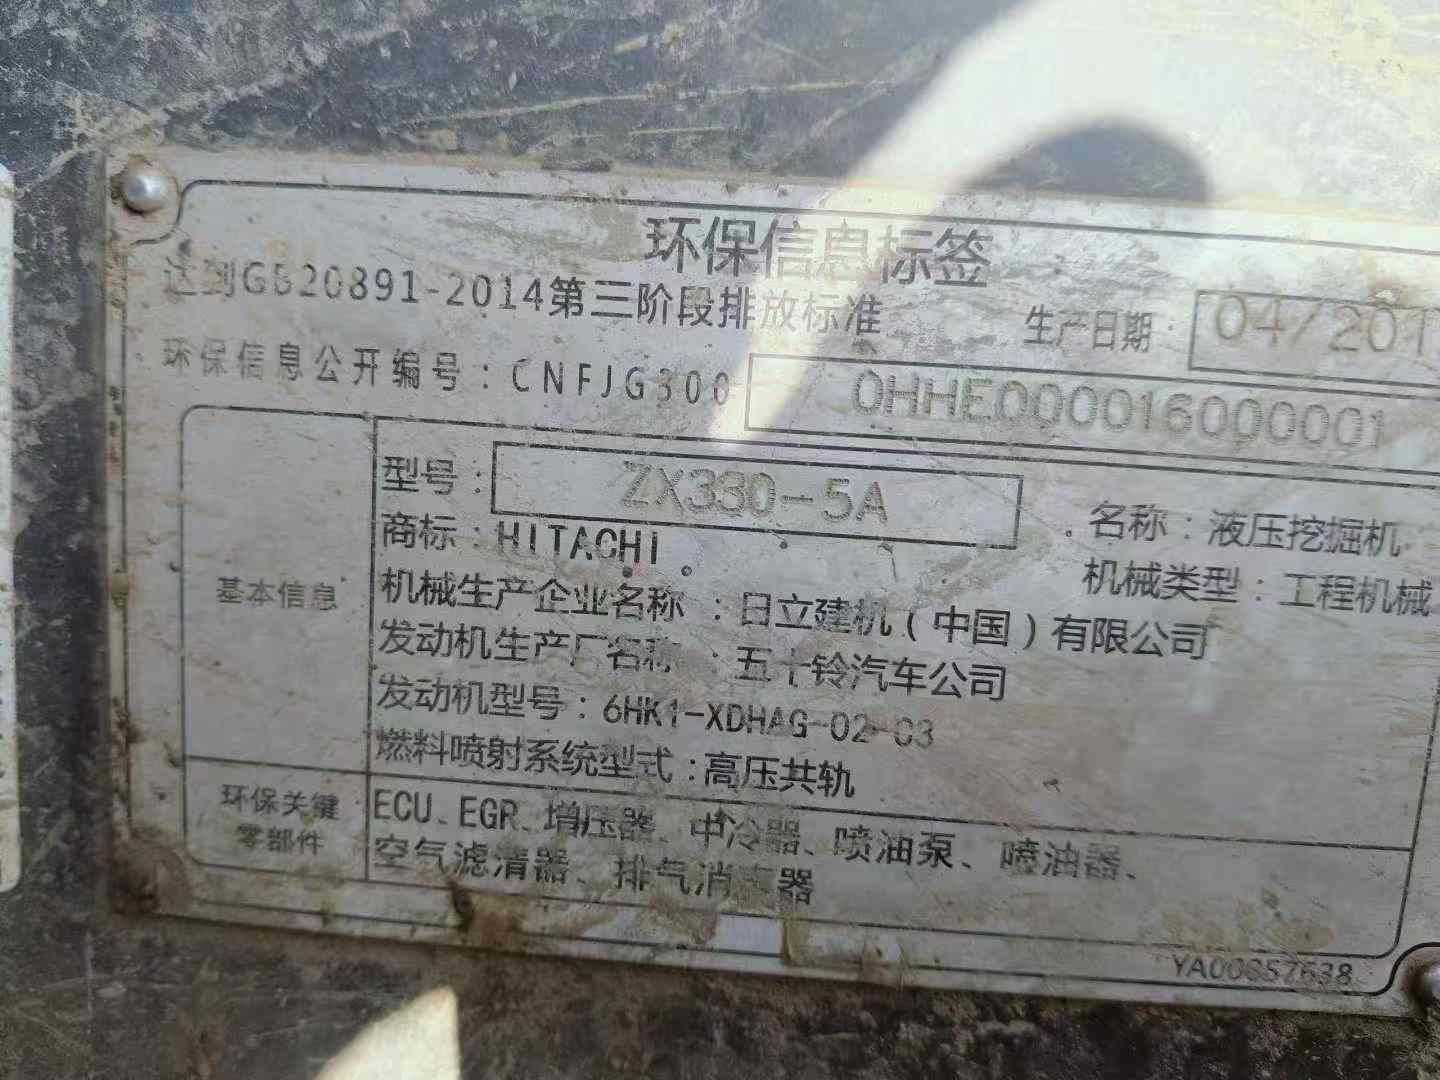 环保信息标签
达到GB20891-2014第三阶段排放标准
生产日期: 04/201
环保信息公开编号: CNFJG300 0HHE000016000001
型号: ZX330-5A
名称: 液压挖掘机
商标: HITACHI
机械类型: 工程机械
基本信息
机械生产企业名称: 日立建机(中国)有限公司
发动机生产厂名称: 五十铃汽车公司
发动机型号: 6HK1-XDHAG-02-C3
燃料喷射系统型式: 高压共轨
环保关键
零部件
ECU、EGR、增压器、中冷器、喷油泵、喷油器、
空气滤清器、排气消声器
YA00057638